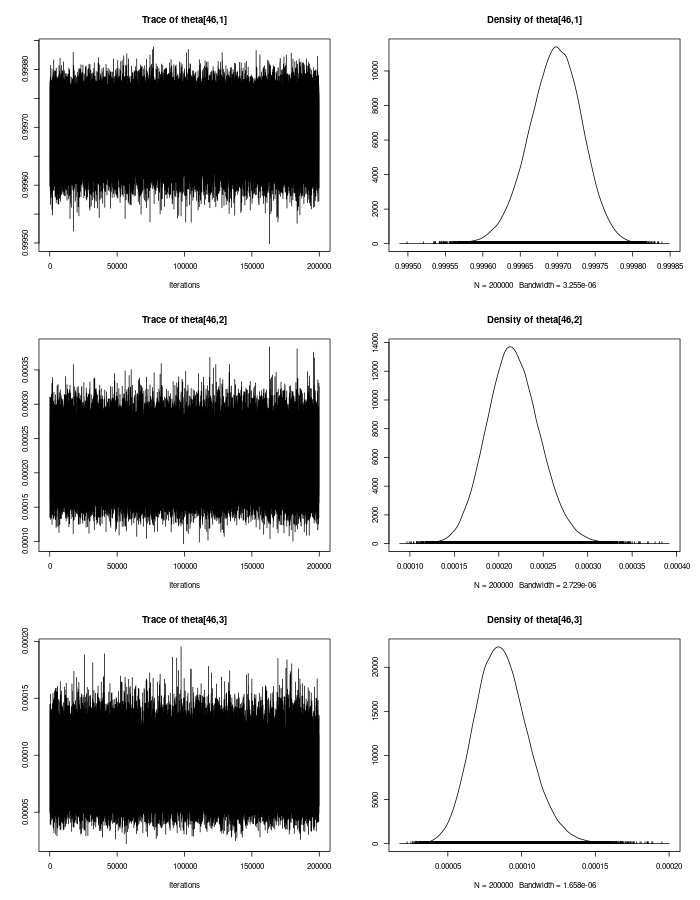 Trace of theta[46,1]
0.99950 0.99960 0.99970 0.99980
0 50000 100000 150000 200000
Iterations
Density of theta[46,1]
0 2000 4000 6000 8000 10000
0.99950 0.99955 0.99960 0.99965 0.99970 0.99975 0.99980 0.99985
N = 200000 Bandwidth = 3.255e-06
Trace of theta[46,2]
0.00010 0.00015 0.00020 0.00025 0.00030 0.00035
0 50000 100000 150000 200000
Iterations
Density of theta[46,2]
0 2000 4000 6000 8000 10000 12000 14000
0.00010 0.00015 0.00020 0.00025 0.00030 0.00035 0.00040
N = 200000 Bandwidth = 2.729e-06
Trace of theta[46,3]
0.00005 0.00010 0.00015 0.00020
0 50000 100000 150000 200000
Iterations
Density of theta[46,3]
0 5000 10000 15000 20000
0.00005 0.00010 0.00015 0.00020
N = 200000 Bandwidth = 1.658e-06